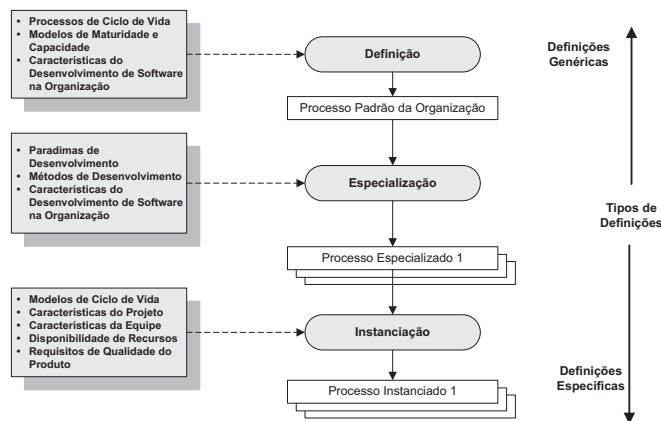 • Processos de Ciclo de Vida
• Modelos de Maturidade e
Capacidade
• Características do
Desenvolvimento de Software
na Organização
Definição
Definições
Genéricas
Processo Padrão da Organização
• Paradimas de
Desenvolvimento
• Métodos de Desenvolvimento
• Características do
Desenvolvimento de Software
na Organização
Especialização
Tipos de
Definições
Processo Especializado 1
• Modelos de Ciclo de Vida
• Características do Projeto
• Características da Equipe
• Disponibilidade de Recursos
• Requisitos de Qualidade do
Produto
Instanciação
Definições
Específicas
Processo Instanciado 1